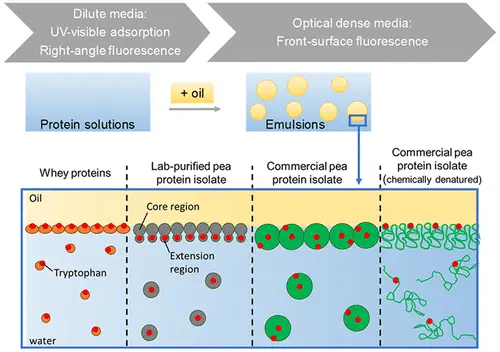 Dilute media:
UV-visible adsorption
Right-angle fluorescence
Optical dense media:
Front-surface fluorescence
+ oil
Protein solutions
Emulsions
Whey proteins
Lab-purified pea
protein isolate
Commercial pea
protein isolate
Commercial pea
protein isolate
(chemically denatured)
Oil
Core region
Extension
region
Tryptophan
water